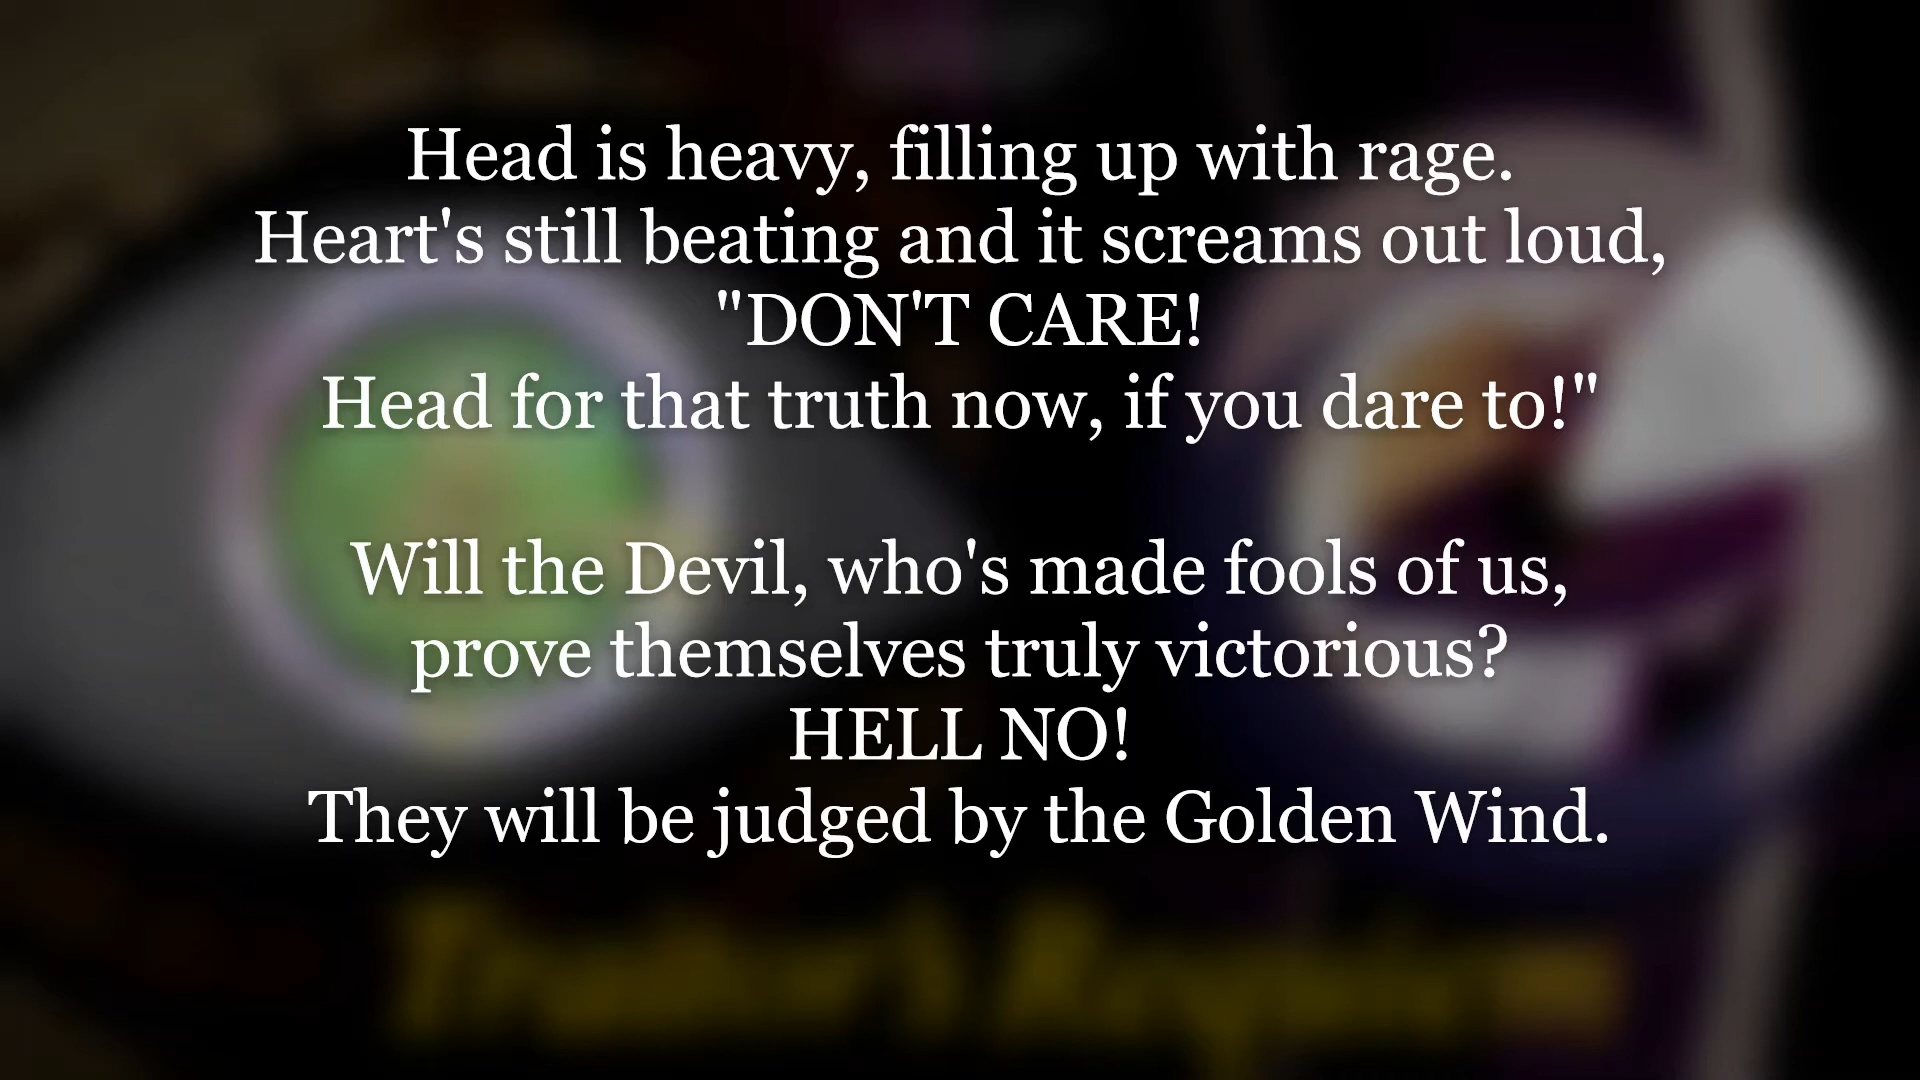 Head is heavy, filling up with rage.
Heart's still beating and it screams out loud,
"DON'T CARE!
Head for that truth now, if you dare to!"
Will the Devil, who's made fools of us,
prove themselves truly victorious?
HELL NO!
They will be judged by the Golden Wind.
Traitor's Requiem